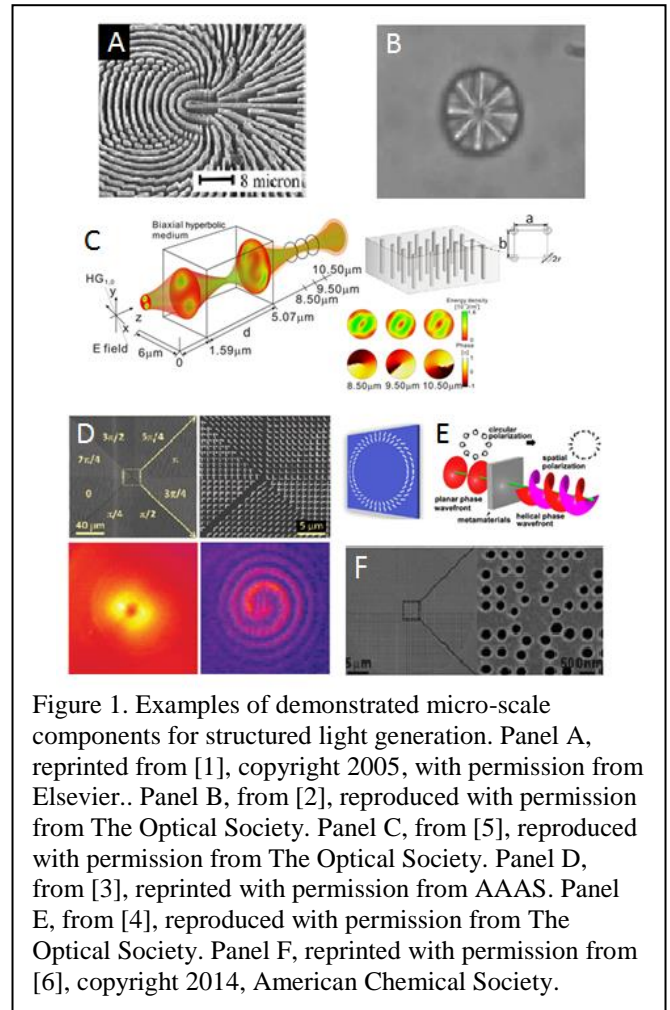 A
8 micron
B
C
Biaxial hyperbolic
medium
HG1,0
y
z
x
E field
6μm
0
1.59μm
d
5.07μm
8.50μm
9.50μm
10.50μm
a
b
2r
Energy density
Phase
8.50μm 9.50μm 10.50μm
D
3π/2 5π/4
7π/4 π
0 3π/4
π/4 π/2
40 μm
5 μm
E
circular
polarization
spatial
polarization
planar phase
wavefront
metamaterials
helical phase
wavefront
F
5μm
500nm
Figure 1. Examples of demonstrated micro-scale
components for structured light generation. Panel A,
reprinted from [1], copyright 2005, with permission from
Elsevier.. Panel B, from [2], reproduced with permission
from The Optical Society. Panel C, from [5], reproduced
with permission from The Optical Society. Panel D,
from [3], reprinted with permission from AAAS. Panel
E, from [4], reproduced with permission from The
Optical Society. Panel F, reprinted with permission from
[6], copyright 2014, American Chemical Society.